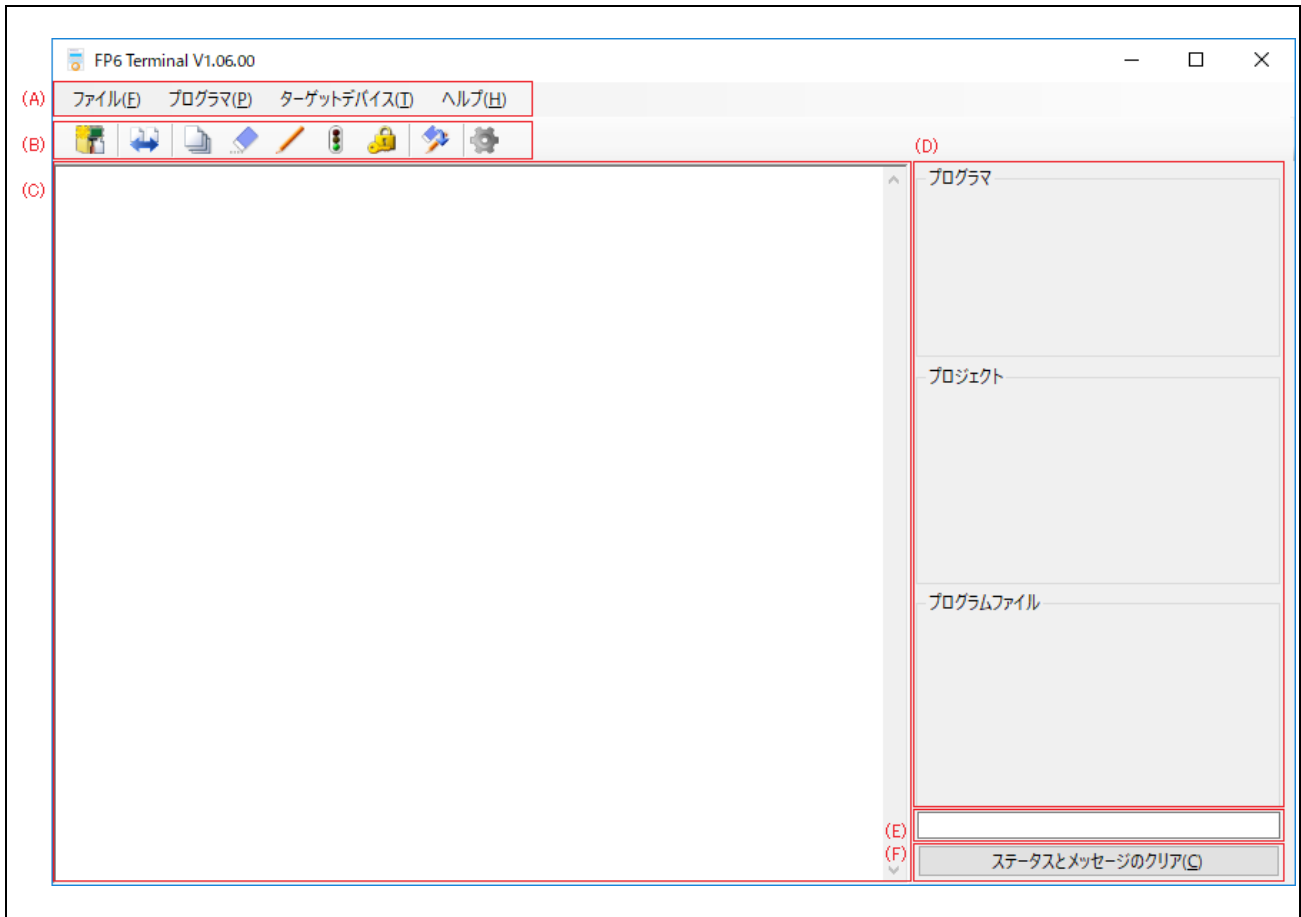 FP6 Terminal V1.06.00
(A)
ファイル(F) プログラマ(P) ターゲットデバイス(T) ヘルプ(H)
(B)
(C)
(D)
プログラマ
プロジェクト
プログラムファイル
(E)
(F)
ステータスとメッセージのクリア(C)